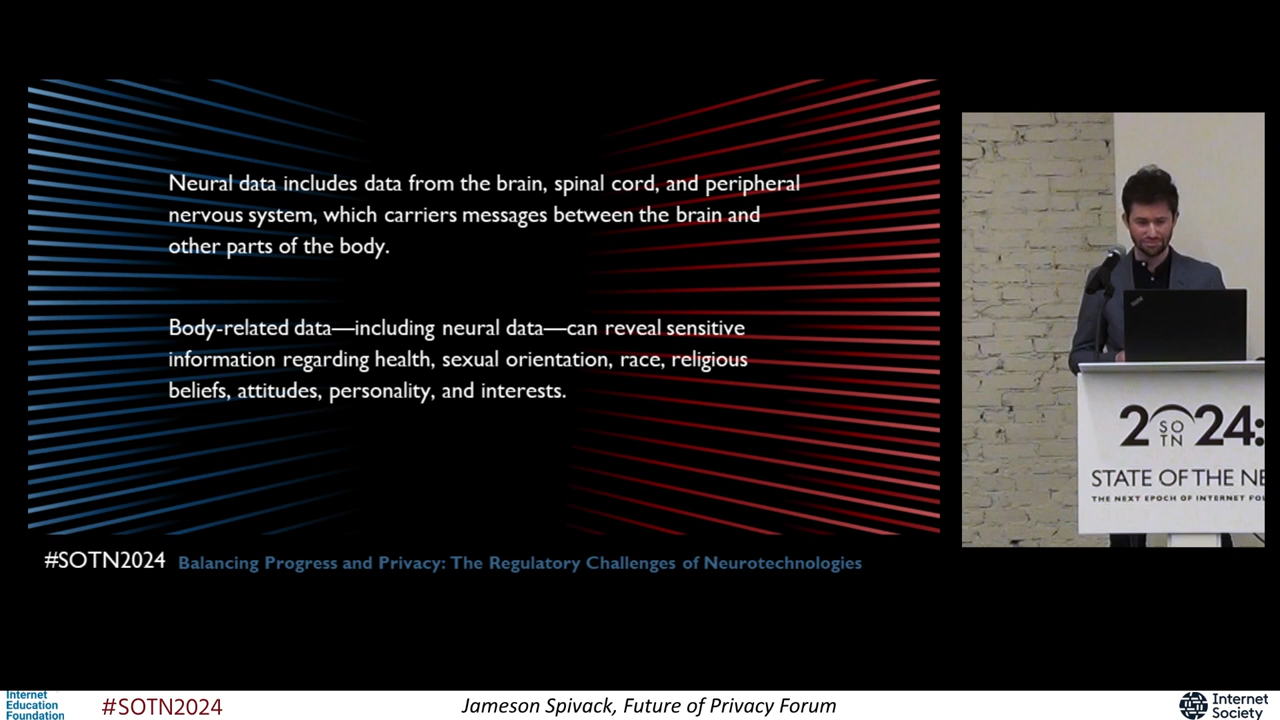 Neural data includes data from the brain, spinal cord, and peripheral
nervous system, which carriers messages between the brain and
other parts of the body.
Body-related data—including neural data—can reveal sensitive
information regarding health, sexual orientation, race, religious
beliefs, attitudes, personality, and interests.
2024:
SO
TN
STATE OF THE NE
THE NEXT EPOCH OF INTERNET FO
#SOTN2024 Balancing Progress and Privacy: The Regulatory Challenges of Neurotechnologies
Internet
Education
Foundation
#SOTN2024
Jameson Spivack, Future of Privacy Forum
Internet
Society